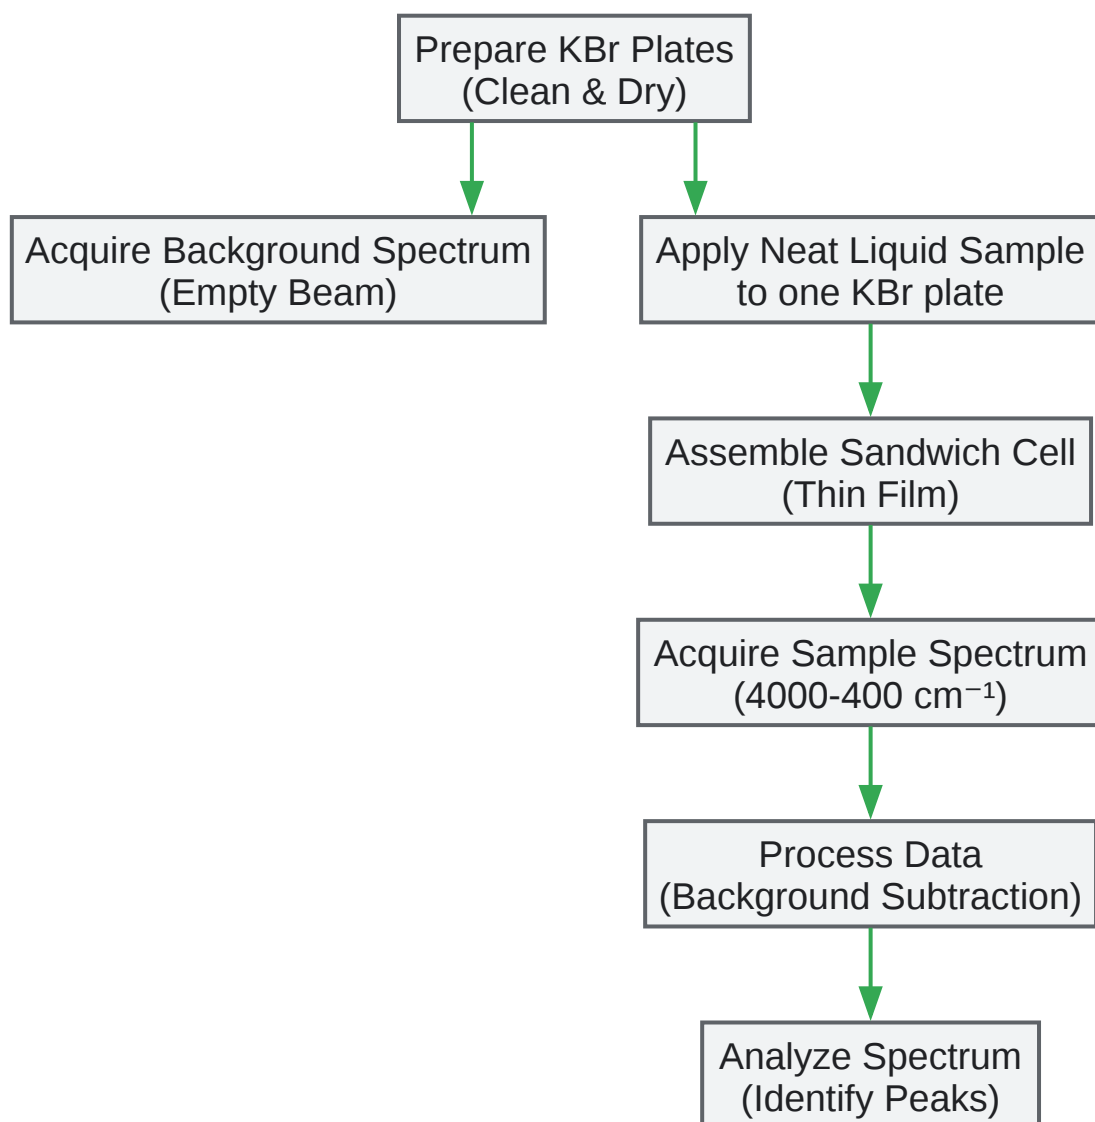 Prepare KBr Plates
(Clean & Dry)
Acquire Background Spectrum
(Empty Beam)
Apply Neat Liquid Sample
to one KBr plate
Assemble Sandwich Cell
(Thin Film)
Acquire Sample Spectrum
(4000-400 cm⁻¹)
Process Data
(Background Subtraction)
Analyze Spectrum
(Identify Peaks)